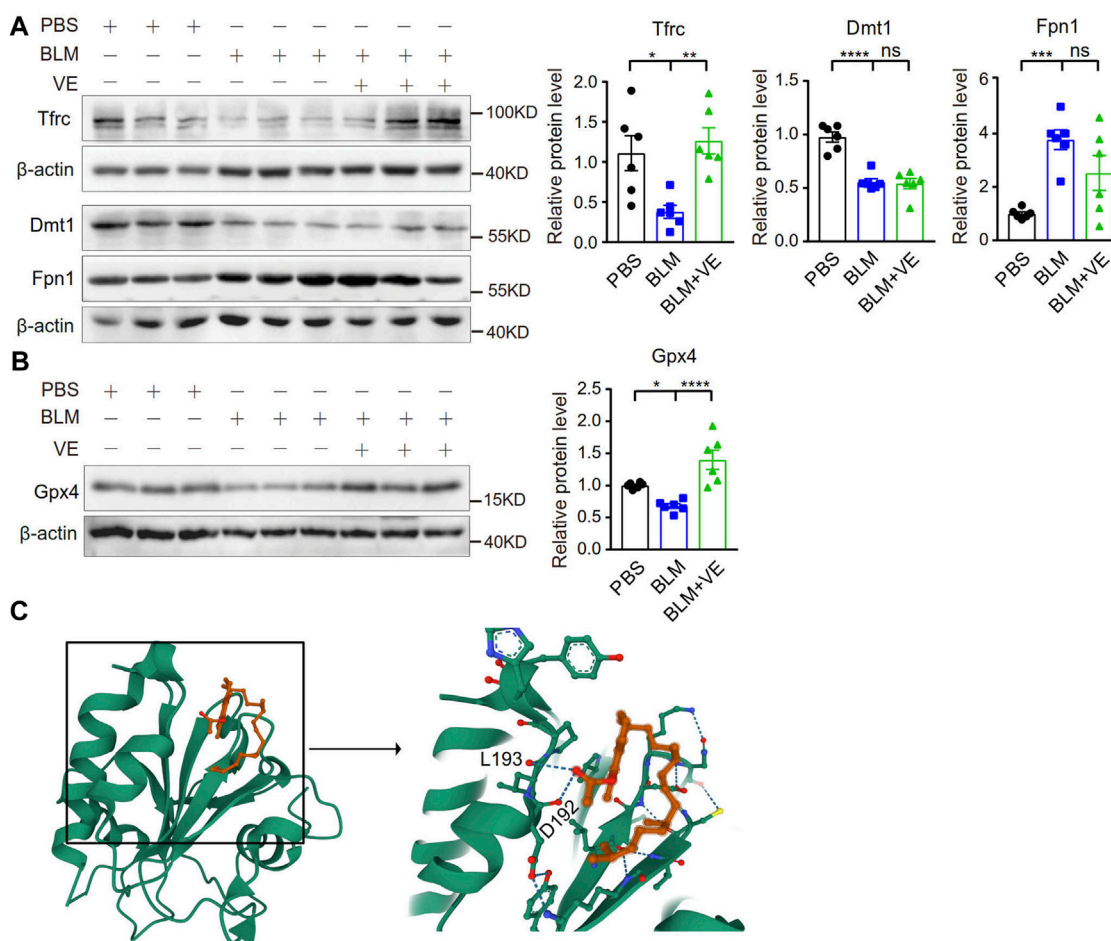 A
PBS + + + − − − − − −
BLM − − − + + + + + +
VE − − − − − − + + +
Tfrc
100KD
β-actin
40KD
Dmt1
55KD
Fpn1
55KD
β-actin
40KD
Tfrc
Relative protein level
2.0
1.5
1.0
0.5
0.0
* **
PBS
BLM
BLM+VE
Dmt1
Relative protein level
1.5
1.0
0.5
0.0
**** ns
PBS
BLM
BLM+VE
Fpn1
Relative protein level
6
4
2
0
*** ns
PBS
BLM
BLM+VE
B
PBS + + + − − − − − −
BLM − − − + + + + + +
VE − − − − − − + + +
Gpx4
15KD
β-actin
40KD
Gpx4
Relative protein level
2.5
2.0
1.5
1.0
0.5
0.0
* ****
PBS
BLM
BLM+VE
C
L193
D192